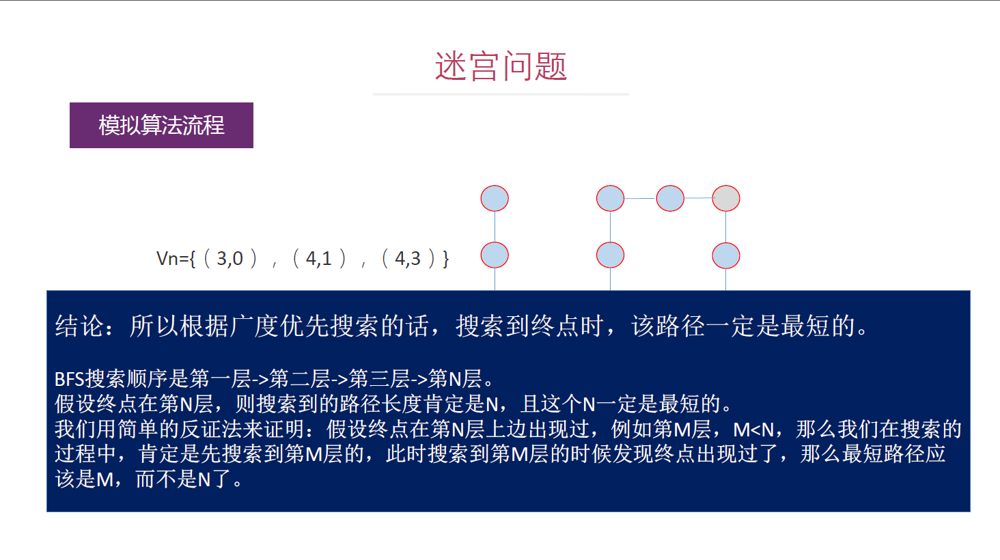 迷宫问题
模拟算法流程
Vn={（3,0），（4,1），（4,3）}
结论：所以根据广度优先搜索的话，搜索到终点时，该路径一定是最短的。
BFS搜索顺序是第一层->第二层->第三层->第N层。
假设终点在第N层，则搜索到的路径长度肯定是N，且这个N一定是最短的。
我们用简单的反证法来证明：假设终点在第N层上边出现过，例如第M层，M<N，那么我们在搜索的
过程中，肯定是先搜索到第M层的，此时搜索到第M层的时候发现终点出现过了，那么最短路径应
该是M，而不是N了。